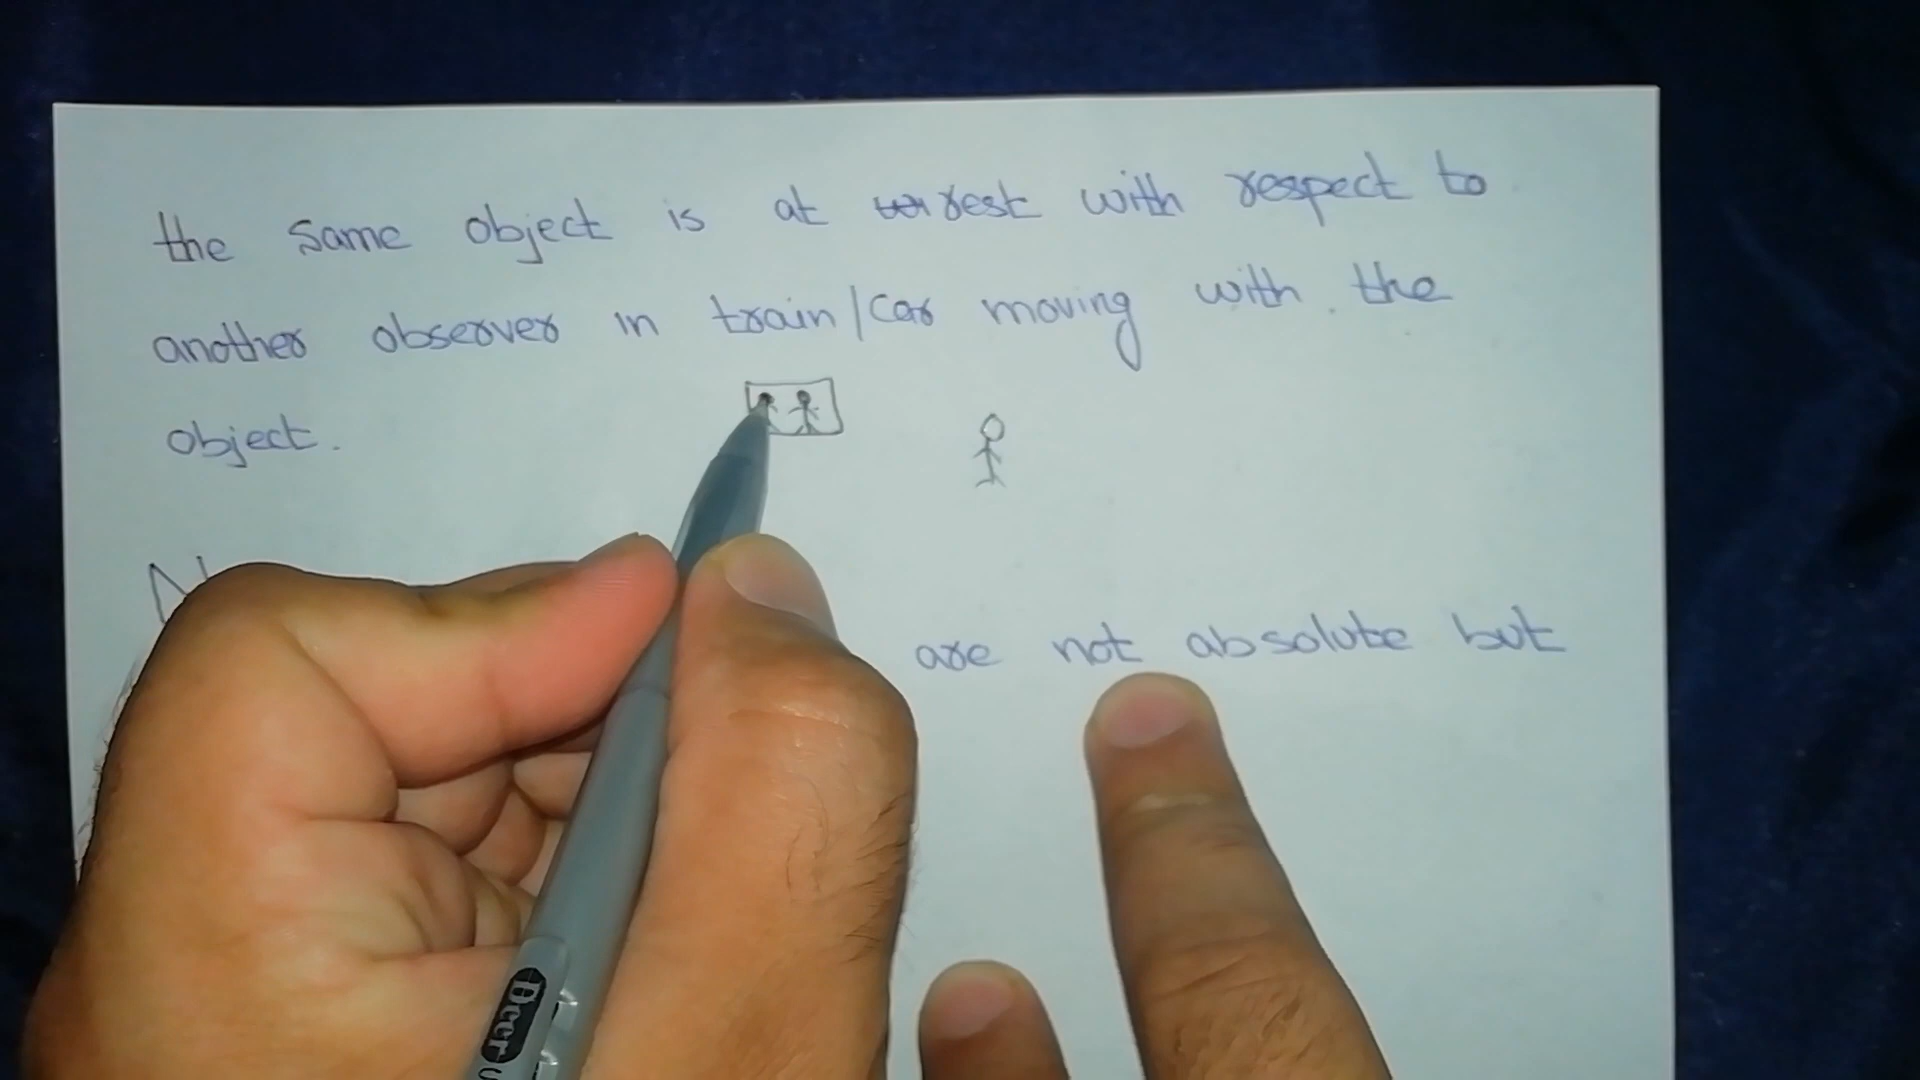 the same object is at rest with respect to
another observer in train/car moving with the
object.
are not absolute but